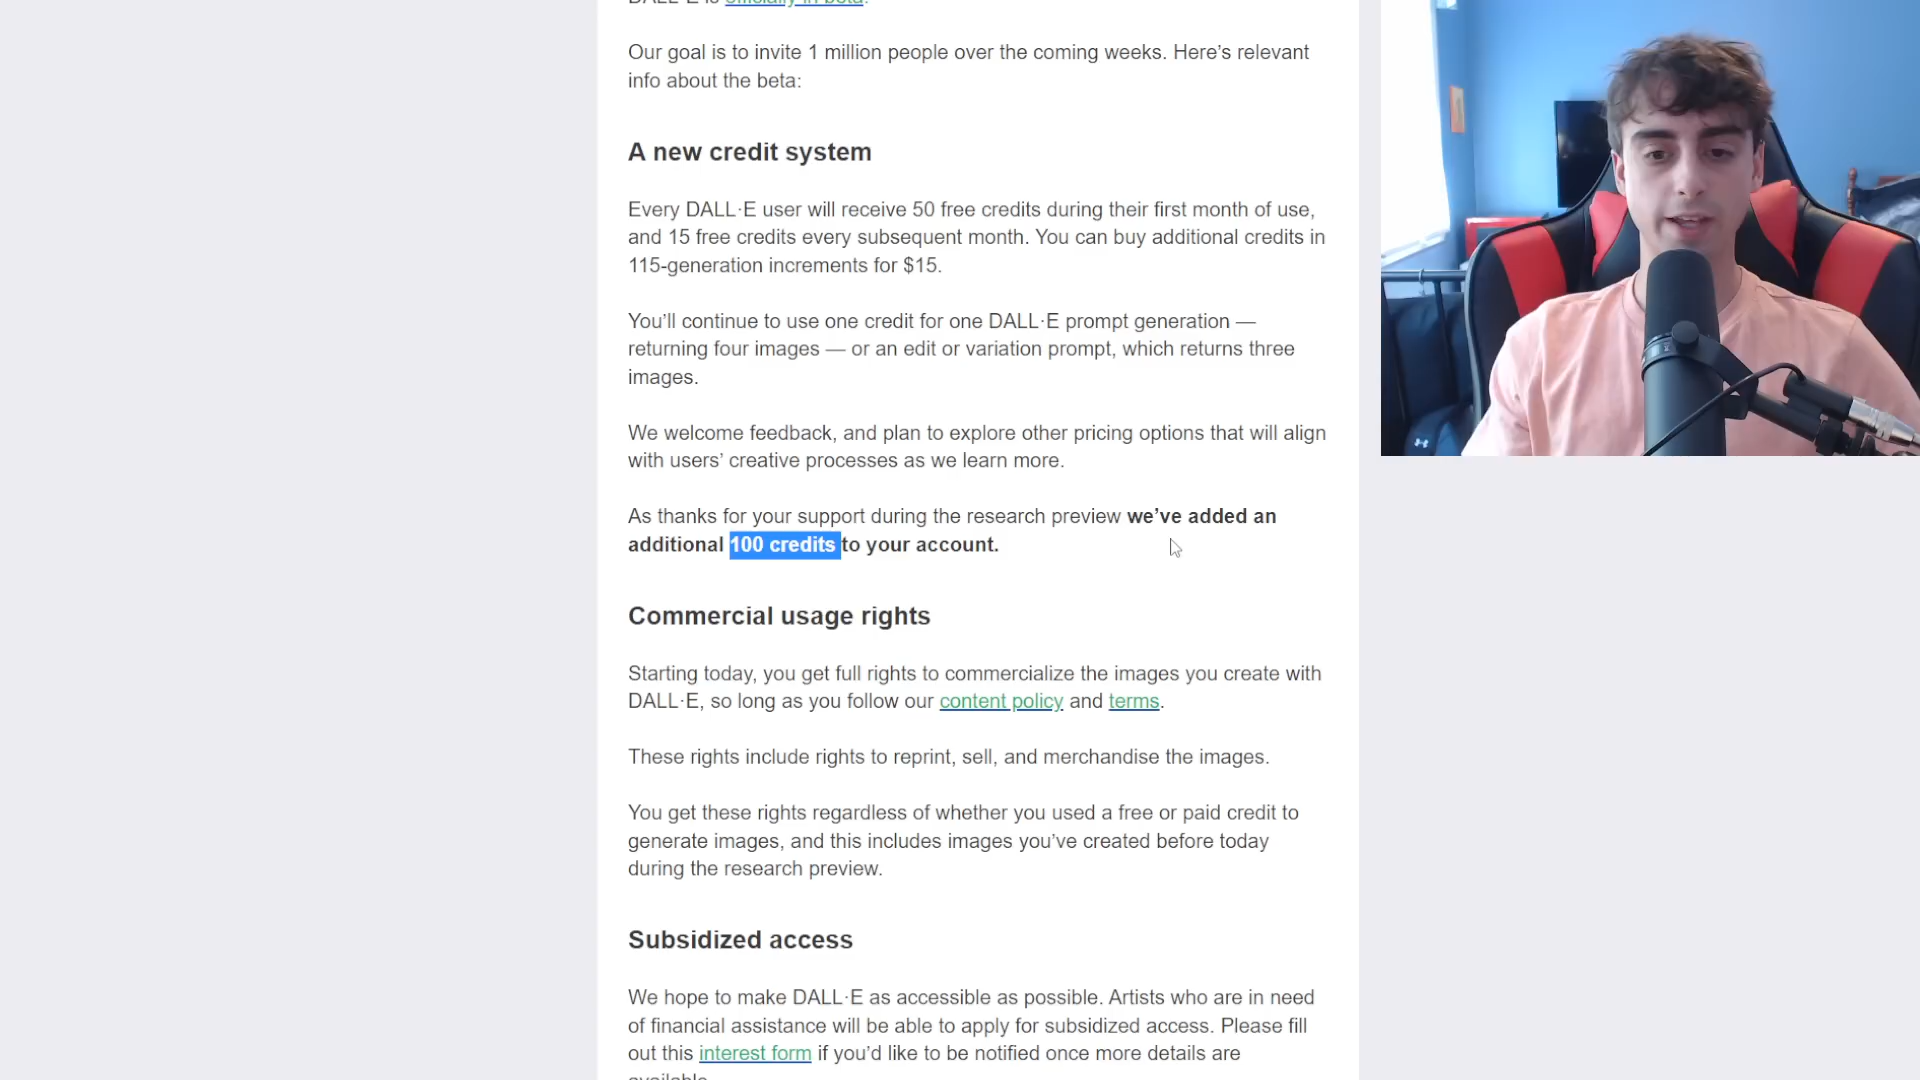 DALL·E is officially in beta.
Our goal is to invite 1 million people over the coming weeks. Here’s relevant
info about the beta:
A new credit system
Every DALL·E user will receive 50 free credits during their first month of use,
and 15 free credits every subsequent month. You can buy additional credits in
115-generation increments for $15.
You’ll continue to use one credit for one DALL·E prompt generation —
returning four images — or an edit or variation prompt, which returns three
images.
We welcome feedback, and plan to explore other pricing options that will align
with users’ creative processes as we learn more.
As thanks for your support during the research preview we’ve added an
additional 100 credits to your account.
Commercial usage rights
Starting today, you get full rights to commercialize the images you create with
DALL·E, so long as you follow our content policy and terms.
These rights include rights to reprint, sell, and merchandise the images.
You get these rights regardless of whether you used a free or paid credit to
generate images, and this includes images you’ve created before today
during the research preview.
Subsidized access
We hope to make DALL·E as accessible as possible. Artists who are in need
of financial assistance will be able to apply for subsidized access. Please fill
out this interest form if you’d like to be notified once more details are
available.